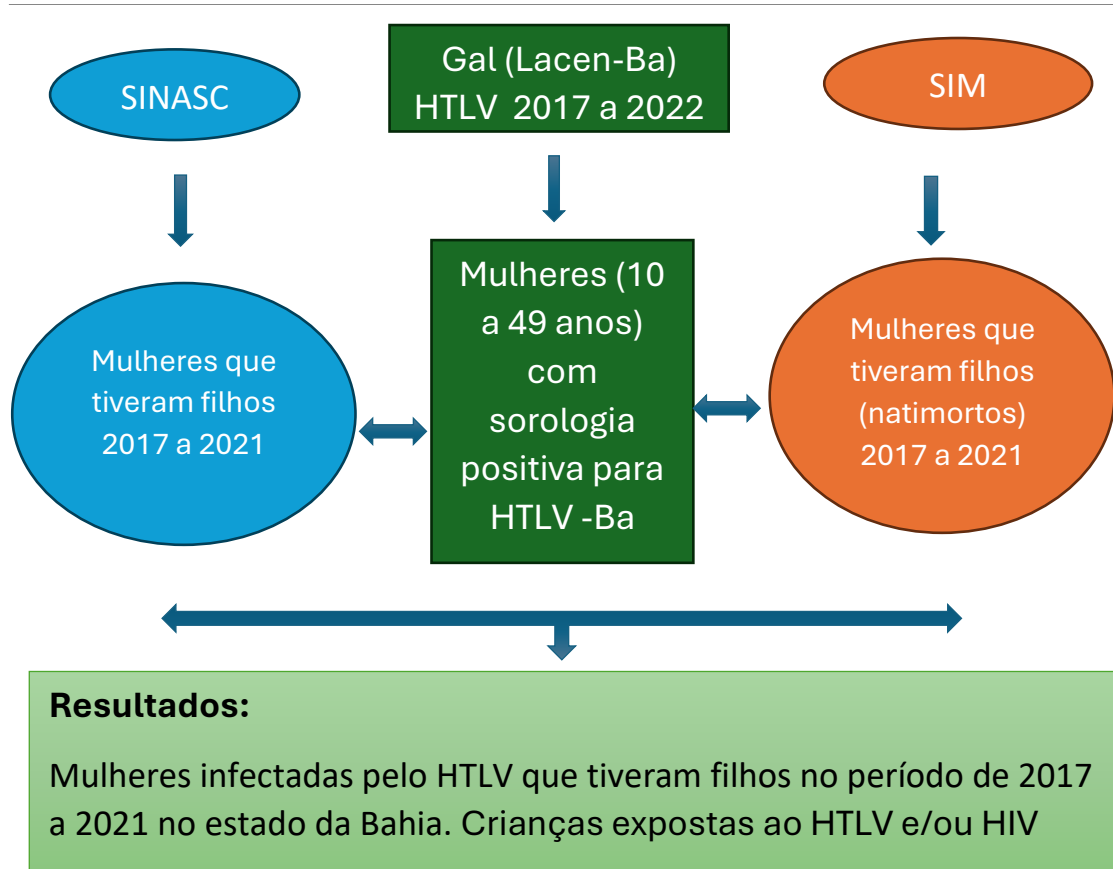 SINASC
Gal (Lacen-Ba)
HTLV 2017 a 2022
SIM
Mulheres que
tiveram filhos
2017 a 2021
Mulheres (10
a 49 anos)
com
sorologia
positiva para
HTLV -Ba
Mulheres que
tiveram filhos
(natimortos)
2017 a 2021
Resultados:
Mulheres infectadas pelo HTLV que tiveram filhos no período de 2017
a 2021 no estado da Bahia. Crianças expostas ao HTLV e/ou HIV